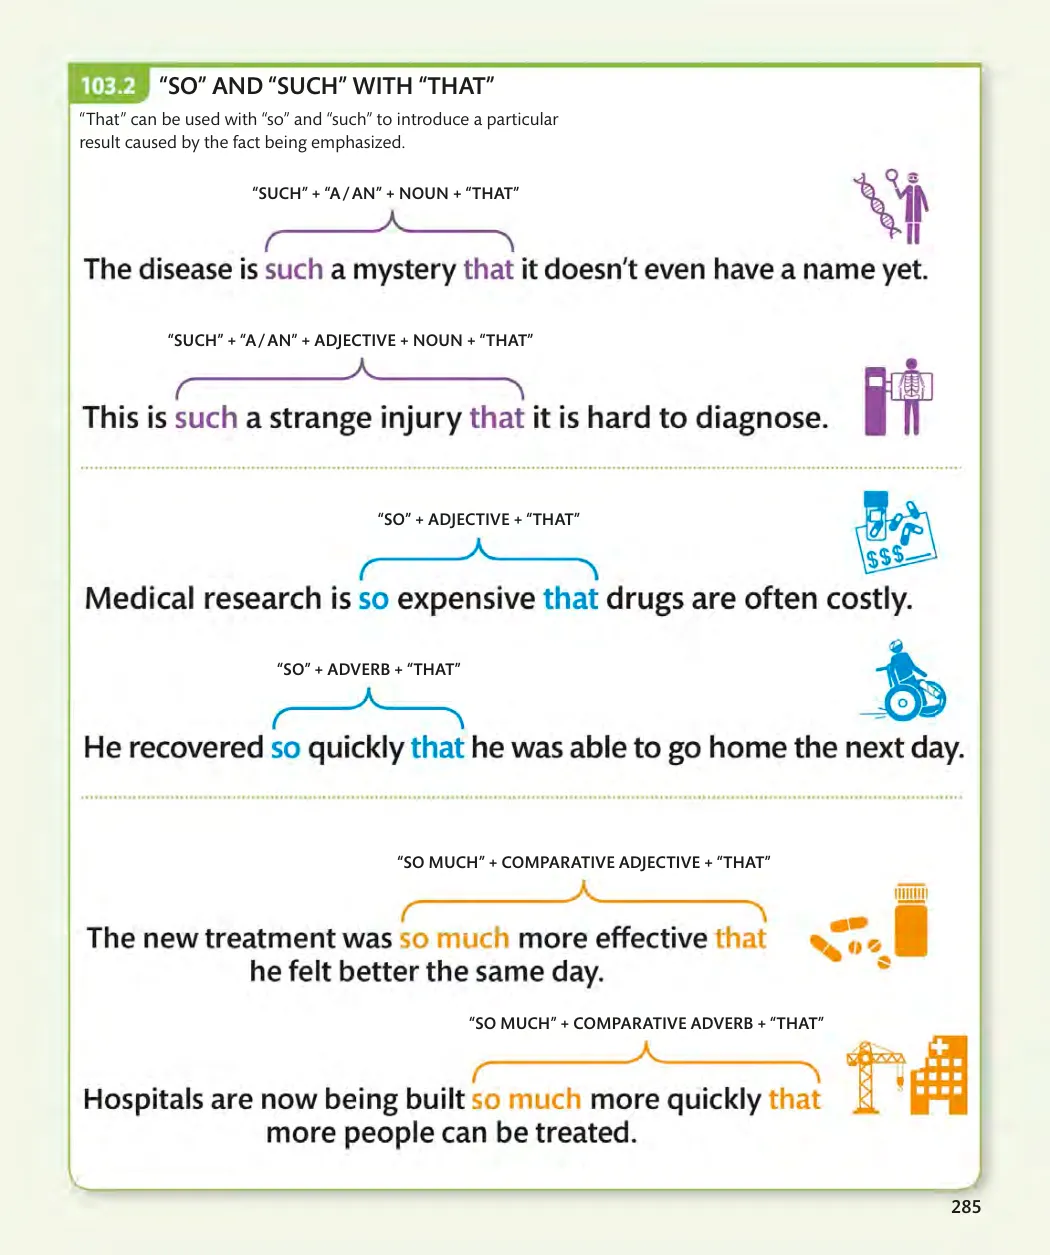 103.2 “SO” AND “SUCH” WITH “THAT”
“That” can be used with “so” and “such” to introduce a particular
result caused by the fact being emphasized.
“SUCH” + “A / AN” + NOUN + “THAT”
The disease is such a mystery that it doesn’t even have a name yet.
“SUCH” + “A / AN” + ADJECTIVE + NOUN + “THAT”
This is such a strange injury that it is hard to diagnose.
“SO” + ADJECTIVE + “THAT”
$$$
Medical research is so expensive that drugs are often costly.
“SO” + ADVERB + “THAT”
He recovered so quickly that he was able to go home the next day.
“SO MUCH” + COMPARATIVE ADJECTIVE + “THAT”
The new treatment was so much more effective that
he felt better the same day.
“SO MUCH” + COMPARATIVE ADVERB + “THAT”
Hospitals are now being built so much more quickly that
more people can be treated.
285